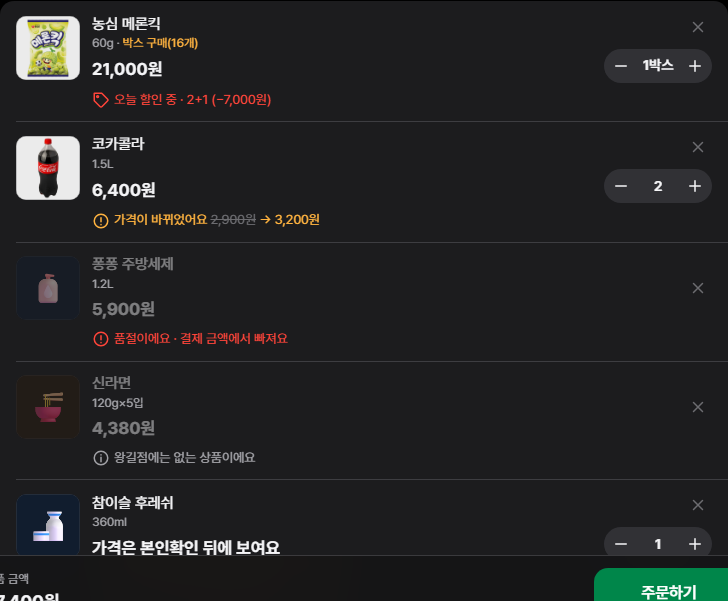 농심 메론킥
60g · 박스 구매(16개)
21,000원
1박스
오늘 할인 중 · 2+1 (−7,000원)
코카콜라
1.5L
6,400원
2
가격이 바뀌었어요 2,900원 → 3,200원
퐁퐁 주방세제
1.2L
5,900원
품절이에요 · 결제 금액에서 빠져요
신라면
120g×5입
4,380원
왕길점에는 없는 상품이에요
참이슬 후레쉬
360ml
가격은 본인확인 뒤에 보여요
1
금액
,400원
주문하기